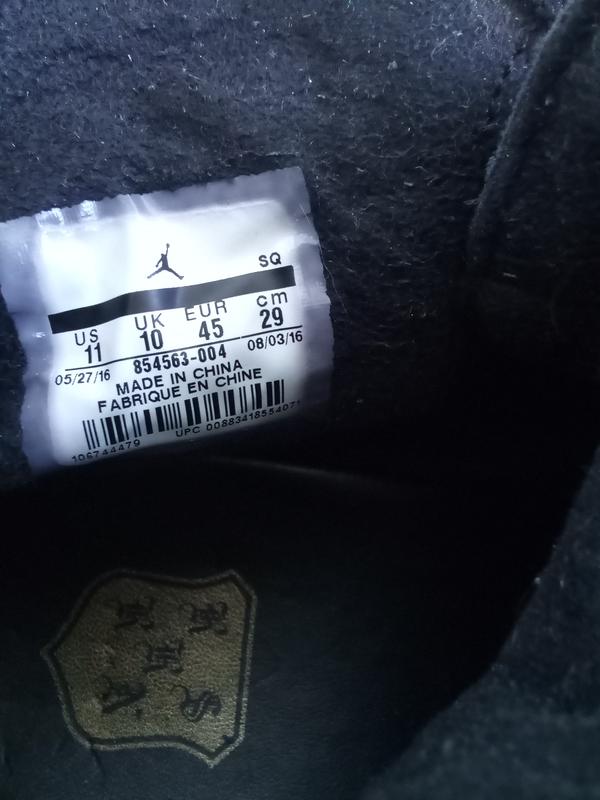 SQ
US UK EUR cm
11 10 45 29
05/27/16 854563-004 08/03/16
MADE IN CHINA
FABRIQUE EN CHINE
106744479 UPC 00883418554071